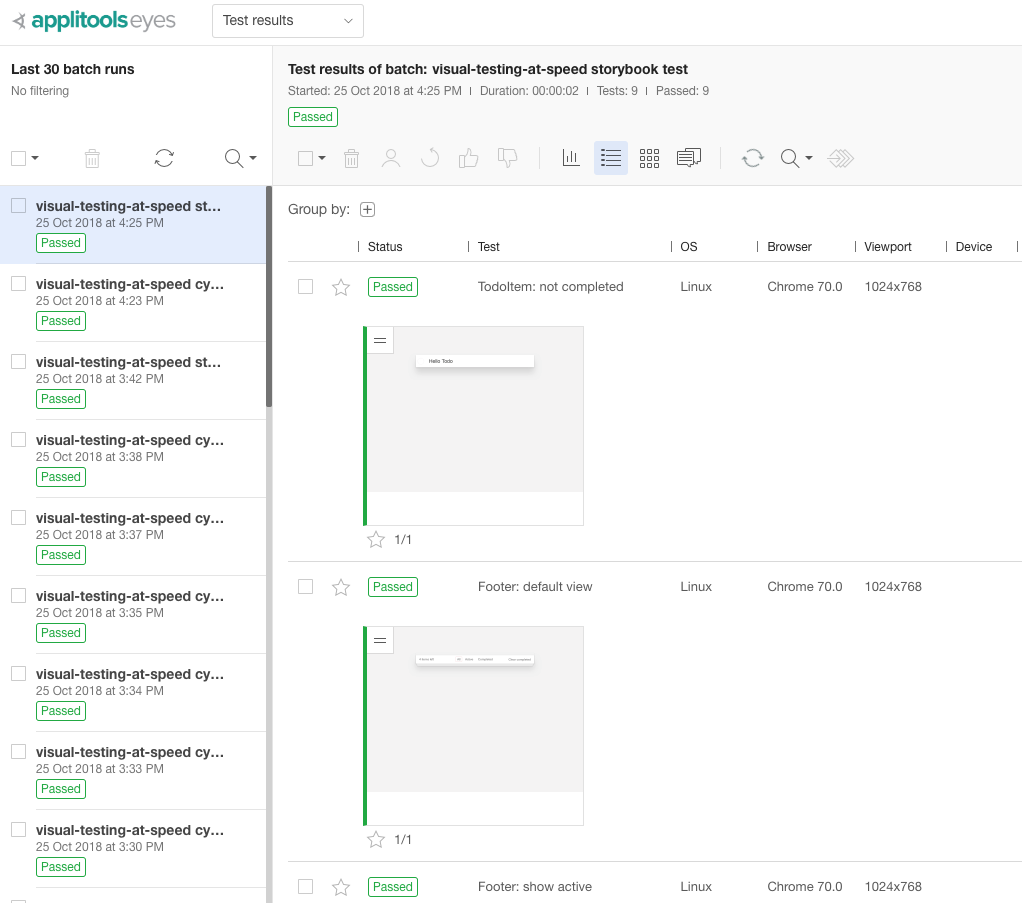 applitools eyes
Test results
Last 30 batch runs
No filtering
Test results of batch: visual-testing-at-speed storybook test
Started: 25 Oct 2018 at 4:25 PM | Duration: 00:00:02 | Tests: 9 | Passed: 9
Passed
visual-testing-at-speed st...
25 Oct 2018 at 4:25 PM
Passed
visual-testing-at-speed cy...
25 Oct 2018 at 4:23 PM
Passed
visual-testing-at-speed st...
25 Oct 2018 at 3:42 PM
Passed
visual-testing-at-speed cy...
25 Oct 2018 at 3:38 PM
Passed
visual-testing-at-speed cy...
25 Oct 2018 at 3:37 PM
Passed
visual-testing-at-speed cy...
25 Oct 2018 at 3:35 PM
Passed
visual-testing-at-speed cy...
25 Oct 2018 at 3:34 PM
Passed
visual-testing-at-speed cy...
25 Oct 2018 at 3:33 PM
Passed
visual-testing-at-speed cy...
25 Oct 2018 at 3:30 PM
Passed
Group by:
| Status | Test | OS | Browser | Viewport | Device |
Passed TodoItem: not completed Linux Chrome 70.0 1024x768
Hello Todo
1/1
Passed Footer: default view Linux Chrome 70.0 1024x768
1/1
Passed Footer: show active Linux Chrome 70.0 1024x768